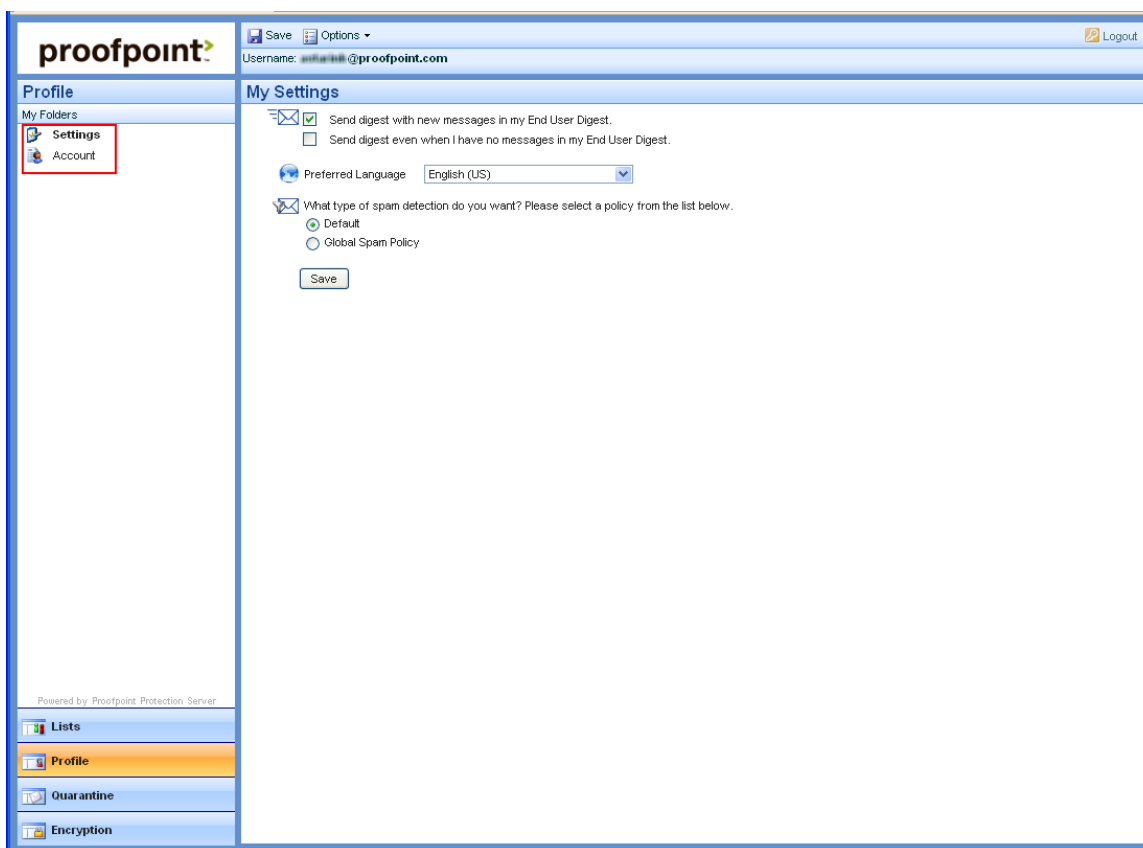 proofpoint
Save Options
Logout
Username: @proofpoint.com
Profile
My Folders
Settings
Account
My Settings
Send digest with new messages in my End User Digest.
Send digest even when I have no messages in my End User Digest.
Preferred Language English (US)
What type of spam detection do you want? Please select a policy from the list below.
Default
Global Spam Policy
Save
Powered by Proofpoint Protection Server
Lists
Profile
Quarantine
Encryption